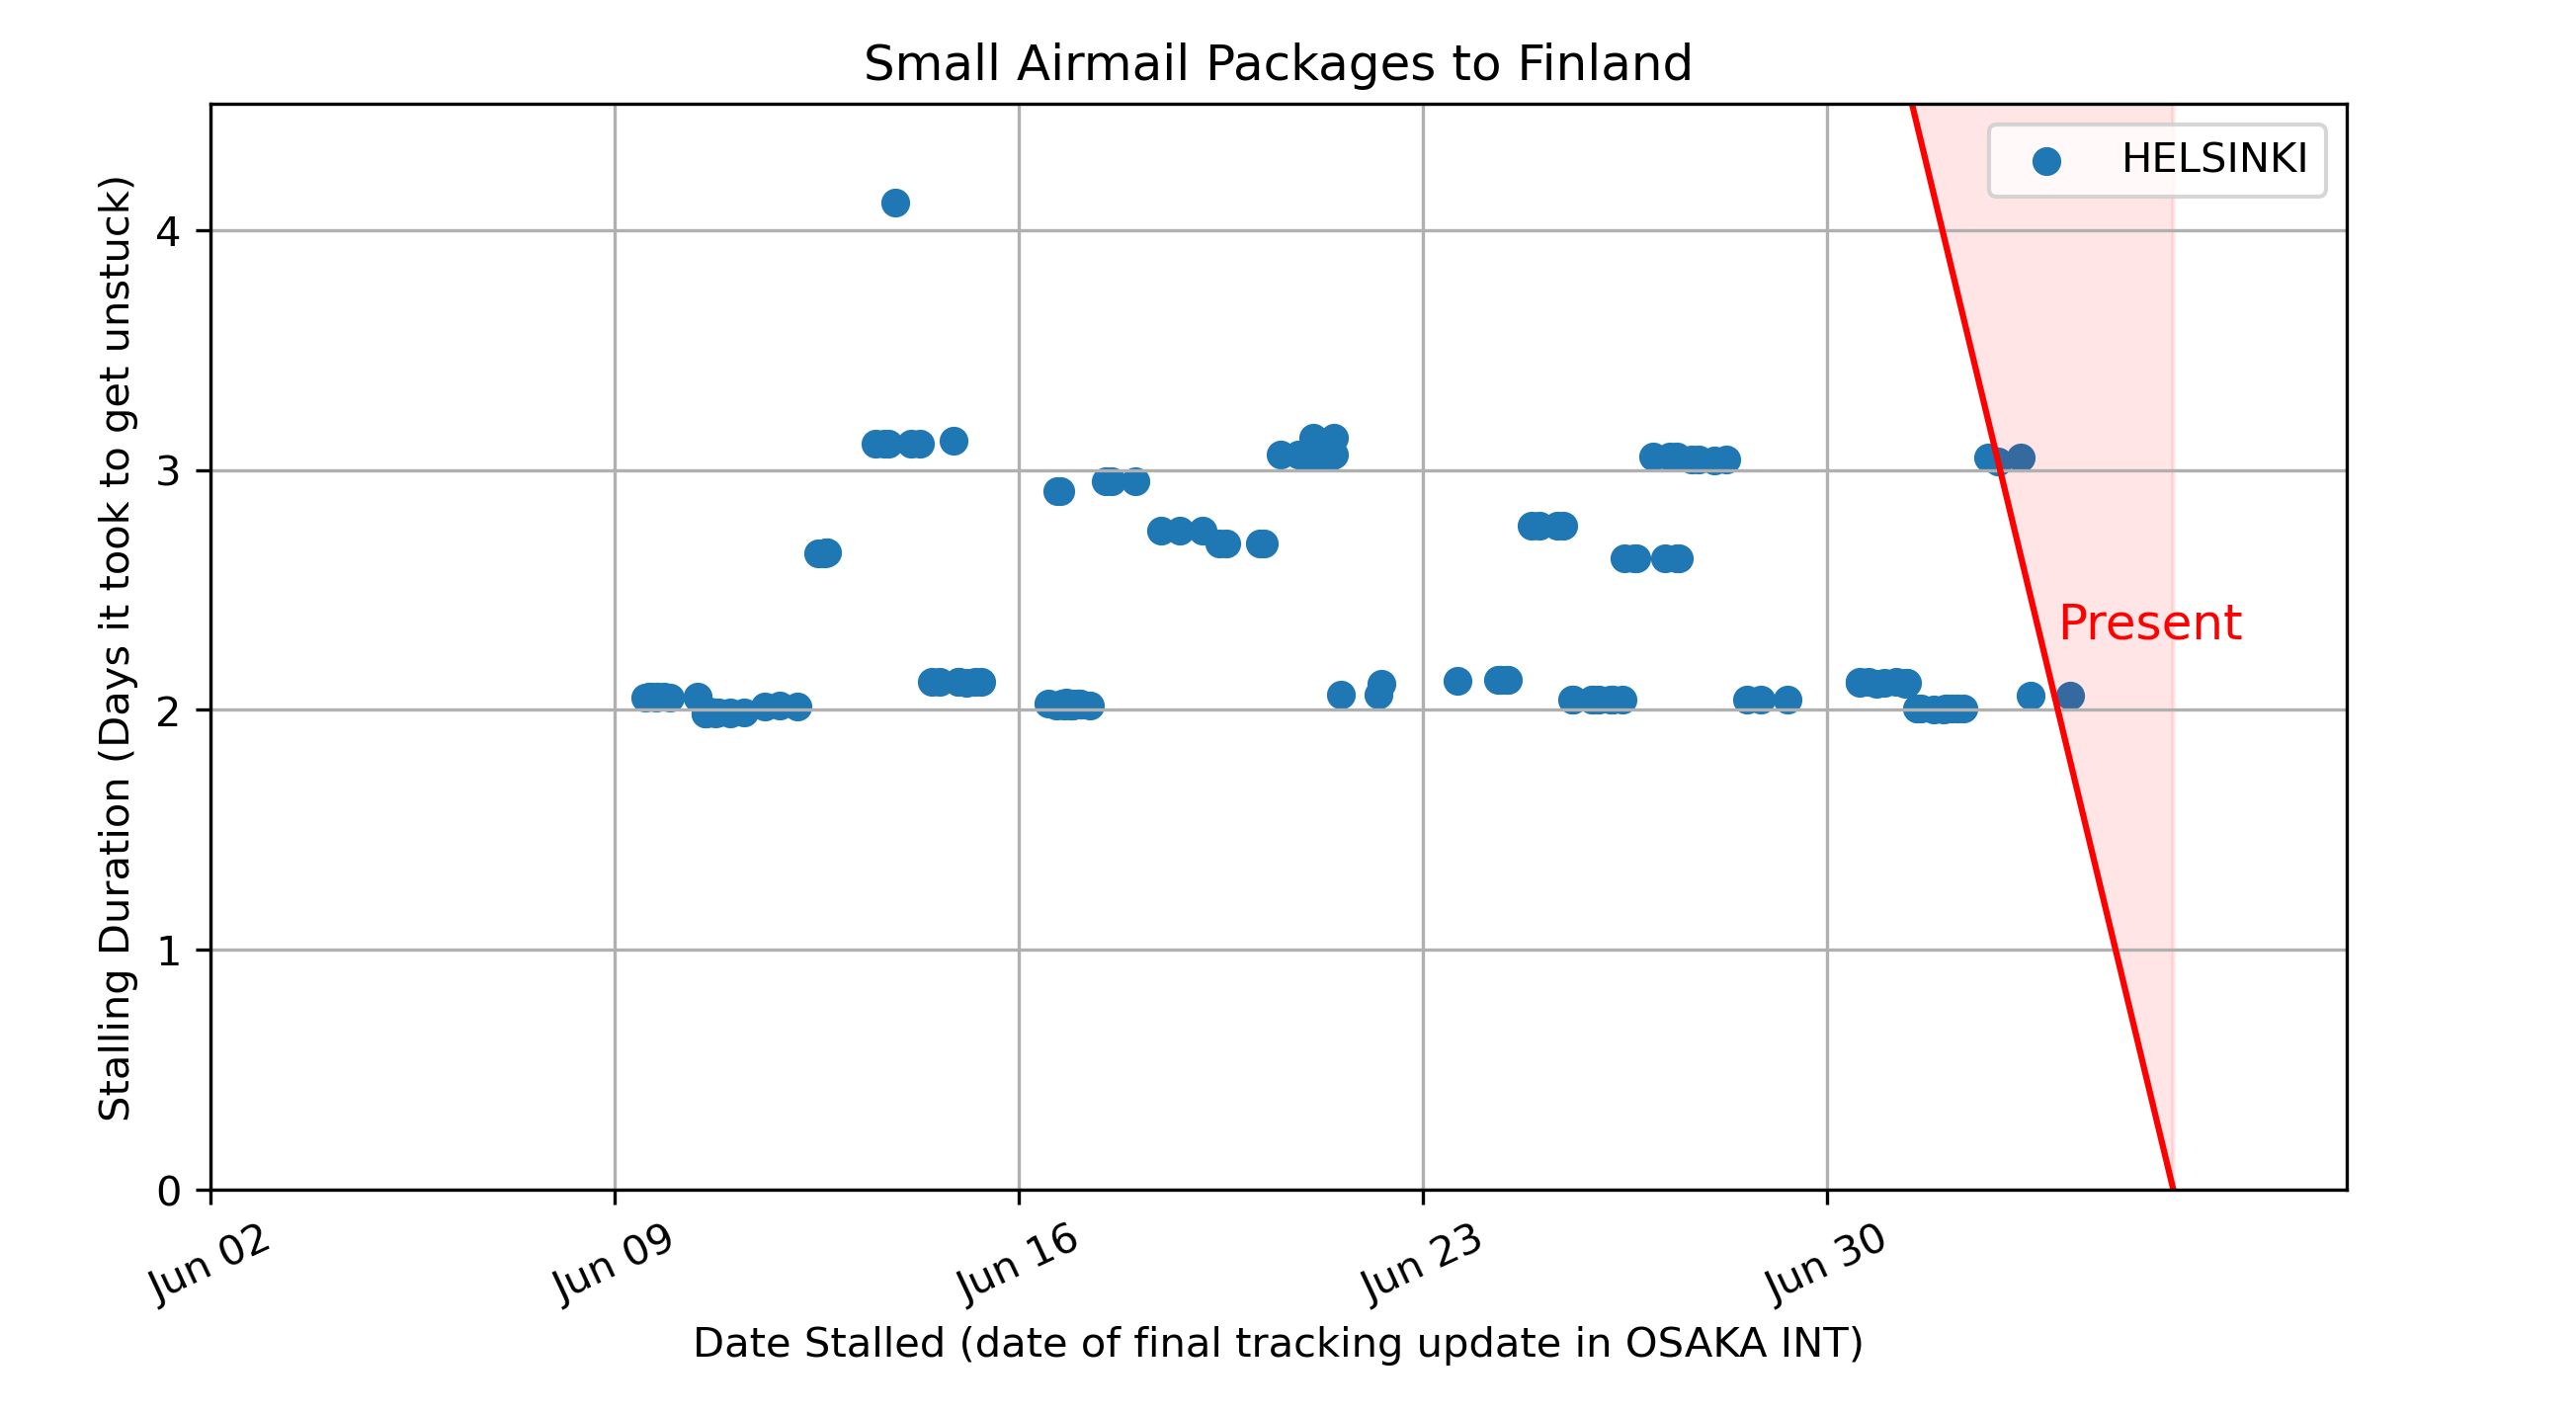 Small Airmail Packages to Finland
HELSINKI
Stalling Duration (Days it took to get unstuck)
4
3
2
1
0
Present
Jun 02
Jun 09
Jun 16
Jun 23
Jun 30
Date Stalled (date of final tracking update in OSAKA INT)